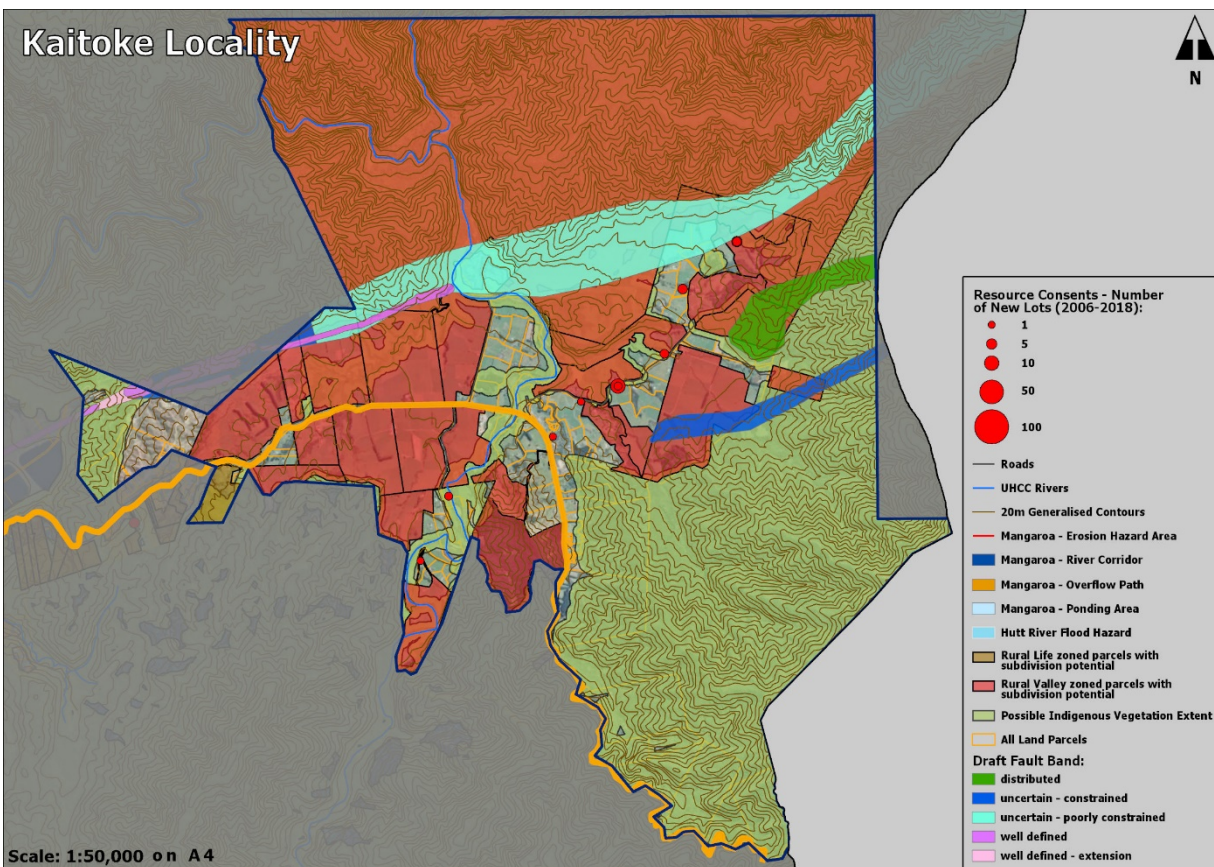 Kaitoke Locality
N
Resource Consents - Number
of New Lots (2006-2018):
1
5
10
50
100
Roads
UHCC Rivers
20m Generalised Contours
Mangaroa - Erosion Hazard Area
Mangaroa - River Corridor
Mangaroa - Overflow Path
Mangaroa - Ponding Area
Hutt River Flood Hazard
Rural Life zoned parcels with
subdivision potential
Rural Valley zoned parcels with
subdivision potential
Possible Indigenous Vegetation Extent
All Land Parcels
Draft Fault Band:
distributed
uncertain - constrained
uncertain - poorly constrained
well defined
well defined - extension
Scale: 1:50,000 on A4